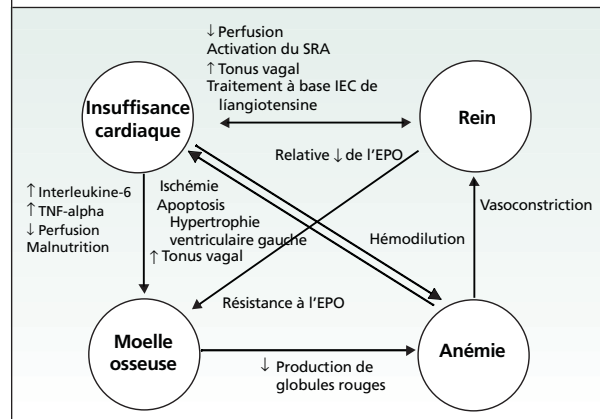 ↓ Perfusion
Activation du SRA
↑ Tonus vagal
Traitement à base IEC de
líangiotensine
Insuffisance
cardiaque
Rein
Relative ↓ de l'EPO
↑ Interleukine-6
↑ TNF-alpha
↓ Perfusion
Malnutrition
Ischémie
Apoptosis
Hypertrophie
ventriculaire gauche
↑ Tonus vagal
Vasoconstriction
Hémodilution
Résistance à l'EPO
Moelle
osseuse
Anémie
↓ Production de
globules rouges